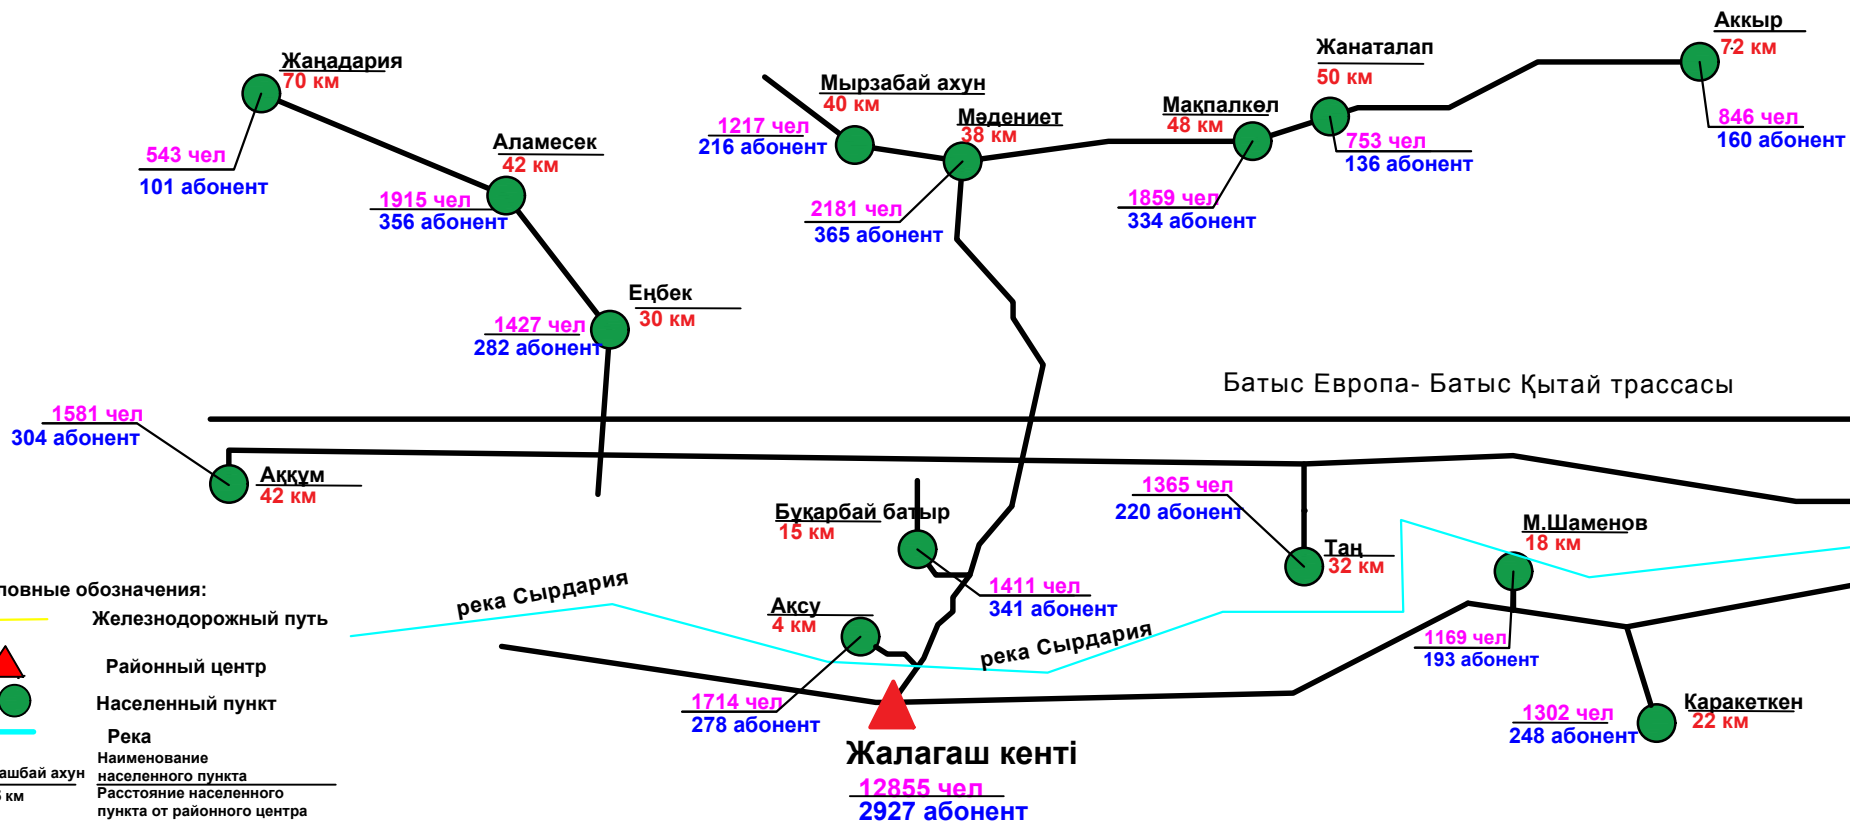 Аккыр
72 км
846 чел
160 абонент
Жанаталап
50 км
753 чел
136 абонент
Жаңадария
70 км
543 чел
101 абонент
Мырзабай ахун
40 км
1217 чел
216 абонент
Мәдениет
38 км
2181 чел
365 абонент
Мақпалкөл
48 км
1859 чел
334 абонент
Аламесек
42 км
1915 чел
356 абонент
Еңбек
30 км
1427 чел
282 абонент
Батыс Европа- Батыс Қытай трассасы
1581 чел
304 абонент
Аққұм
42 км
Бұқарбай батыр
15 км
1411 чел
341 абонент
1365 чел
220 абонент
Таң
32 км
М.Шаменов
18 км
1169 чел
193 абонент
Ақсу
4 км
1714 чел
278 абонент
река Сырдария
река Сырдария
Каракеткен
22 км
1302 чел
248 абонент
Жалагаш кенті
12855 чел
2927 абонент
ловные обозначения:
Железнодорожный путь
Районный центр
Населенный пункт
Река
ашбай ахун
км
Наименование
населенного пункта
Расстояние населенного
пункта от районного центра